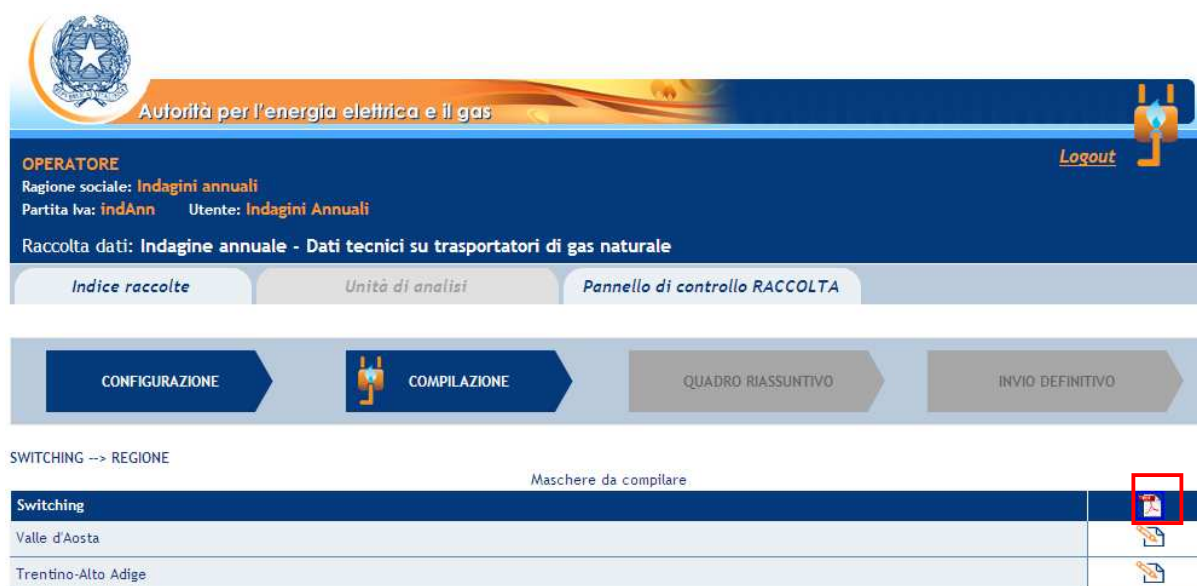 Autorità per l'energia elettrica e il gas
Logout
OPERATORE
Ragione sociale: Indagini annuali
Partita Iva: indAnn Utente: Indagini Annuali
Raccolta dati: Indagine annuale - Dati tecnici su trasportatori di gas naturale
Indice raccolte Unità di analisi Pannello di controllo RACCOLTA
CONFIGURAZIONE COMPILAZIONE QUADRO RIASSUNTIVO INVIO DEFINITIVO
SWITCHING --> REGIONE
Maschere da compilare
Switching
Valle d'Aosta
Trentino-Alto Adige